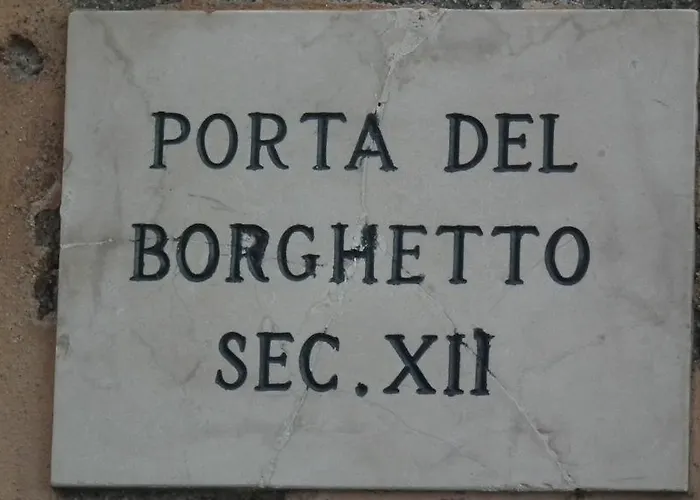 PORTA DEL
BORGHETTO
SEC. XII